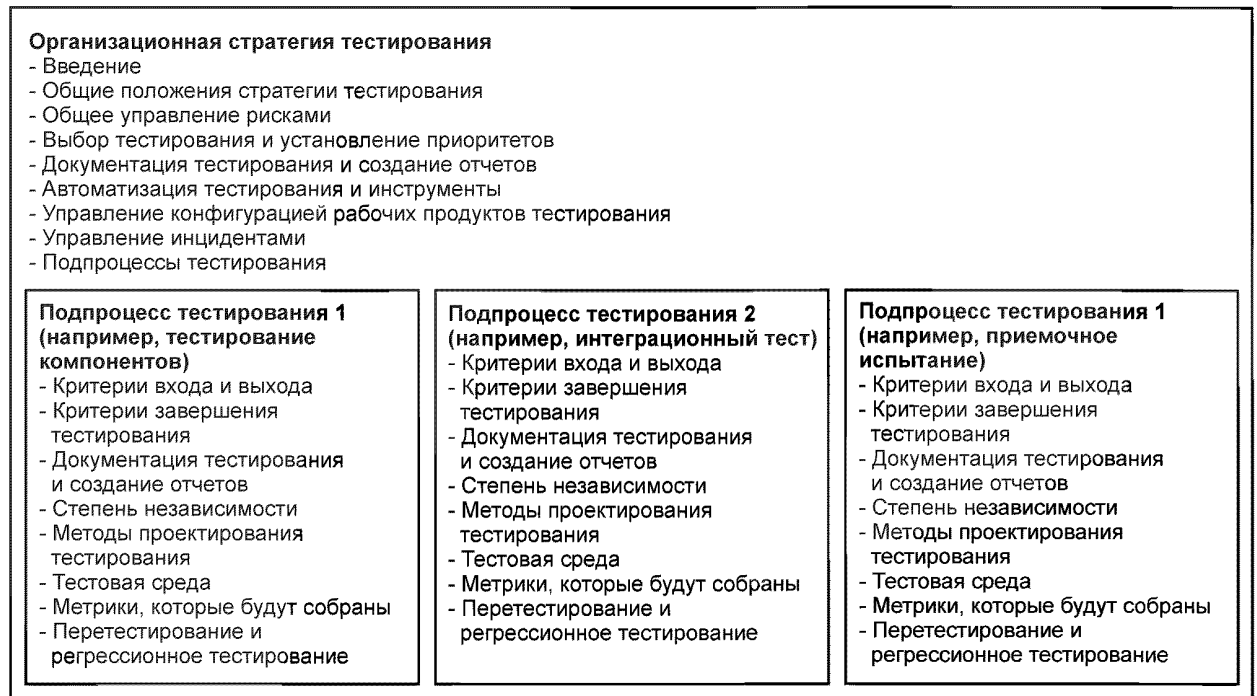 Организационная стратегия тестирования
- Введение
- Общие положения стратегии тестирования
- Общее управление рисками
- Выбор тестирования и установление приоритетов
- Документация тестирования и создание отчетов
- Автоматизация тестирования и инструменты
- Управление конфигурацией рабочих продуктов тестирования
- Управление инцидентами
- Подпроцессы тестирования
Подпроцесс тестирования 1
(например, тестирование
компонентов)
- Критерии входа и выхода
- Критерии завершения
тестирования
- Документация тестирования
и создание отчетов
- Степень независимости
- Методы проектирования
тестирования
- Тестовая среда
- Метрики, которые будут собраны
- Перетестирование и
регрессионное тестирование
Подпроцесс тестирования 2
(например, интеграционный тест)
- Критерии входа и выхода
- Критерии завершения
тестирования
- Документация тестирования
и создание отчетов
- Степень независимости
- Методы проектирования
тестирования
- Тестовая среда
- Метрики, которые будут собраны
- Перетестирование и
регрессионное тестирование
Подпроцесс тестирования 1
(например, приемочное
испытание)
- Критерии входа и выхода
- Критерии завершения
тестирования
- Документация тестирования
и создание отчетов
- Степень независимости
- Методы проектирования
тестирования
- Тестовая среда
- Метрики, которые будут собраны
- Перетестирование и
регрессионное тестирование